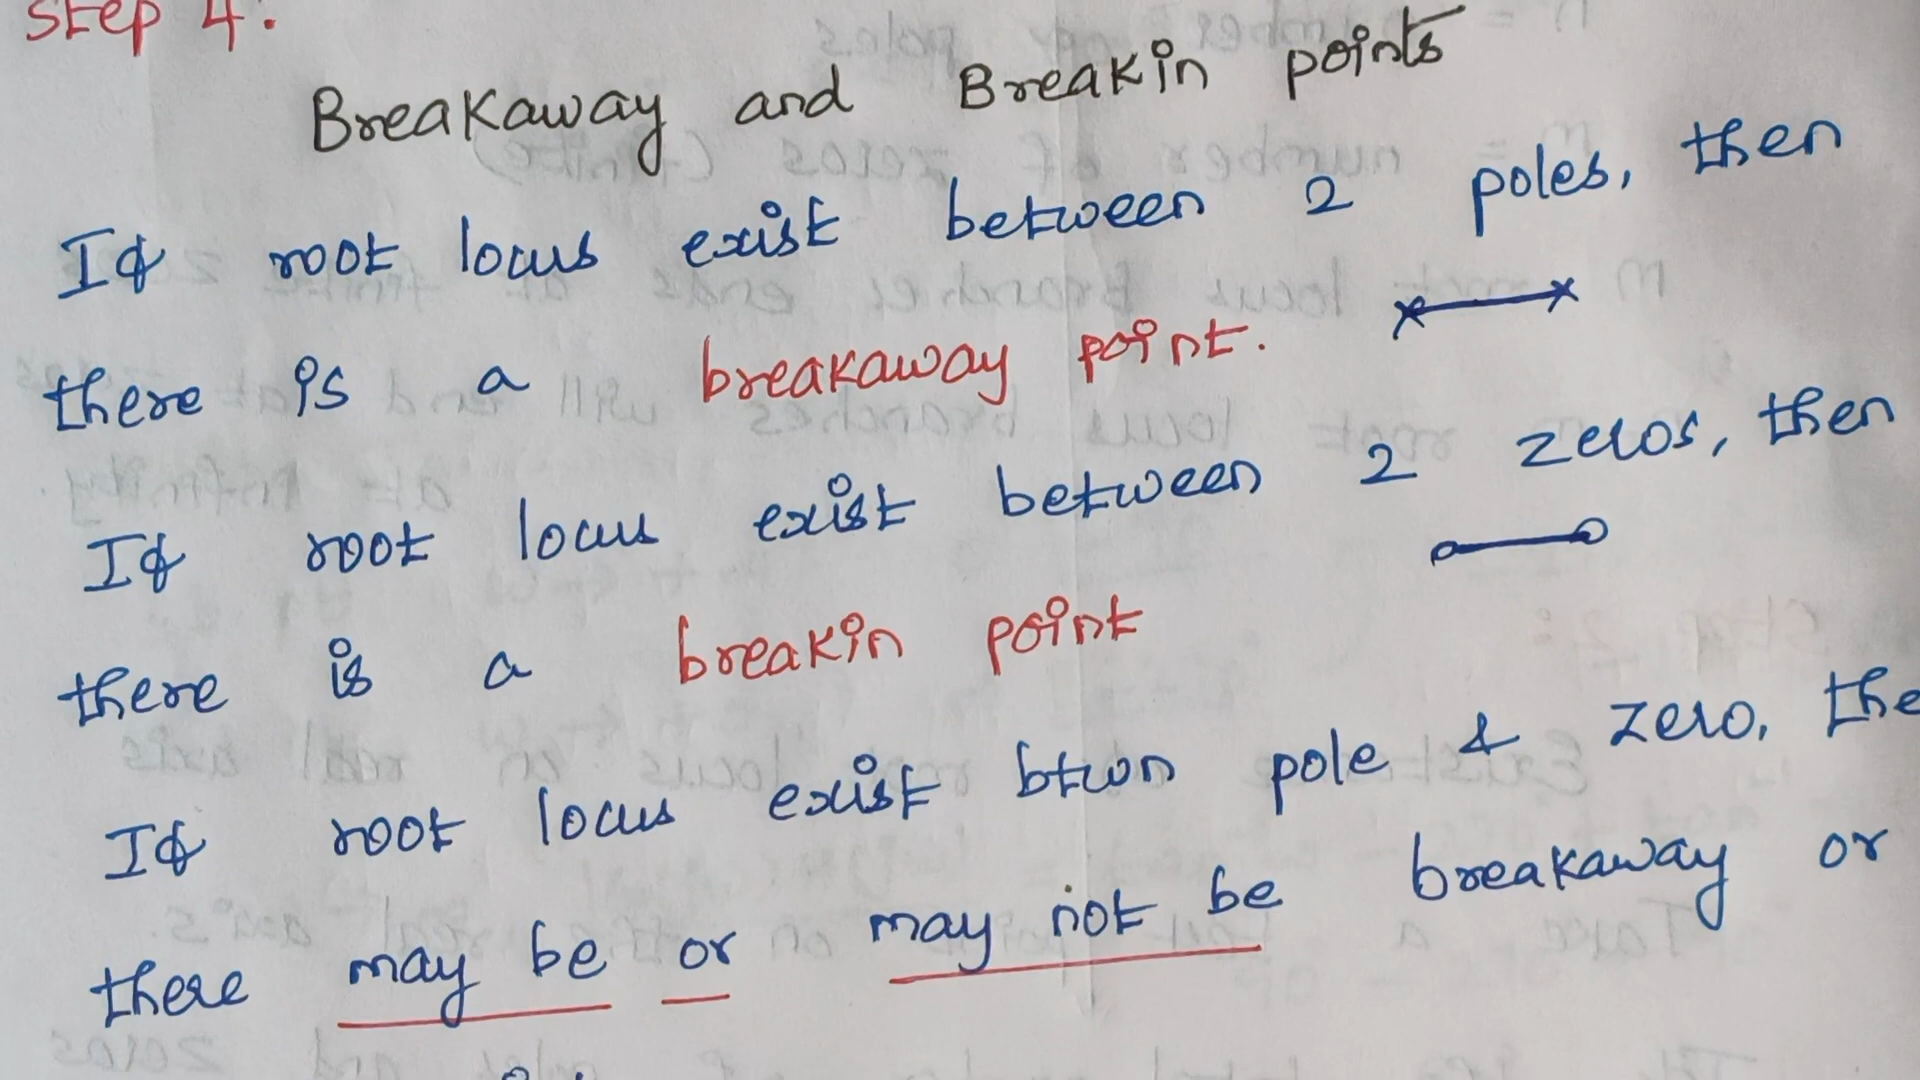 Step 4:
Breakaway and Breakin points
If root locus exist between 2 poles, then
there is a breakaway point.
If root locus exist between 2 zeros, then
there is a breakin point
If root locus exist btwn pole & zero, the
there may be or may not be breakaway or